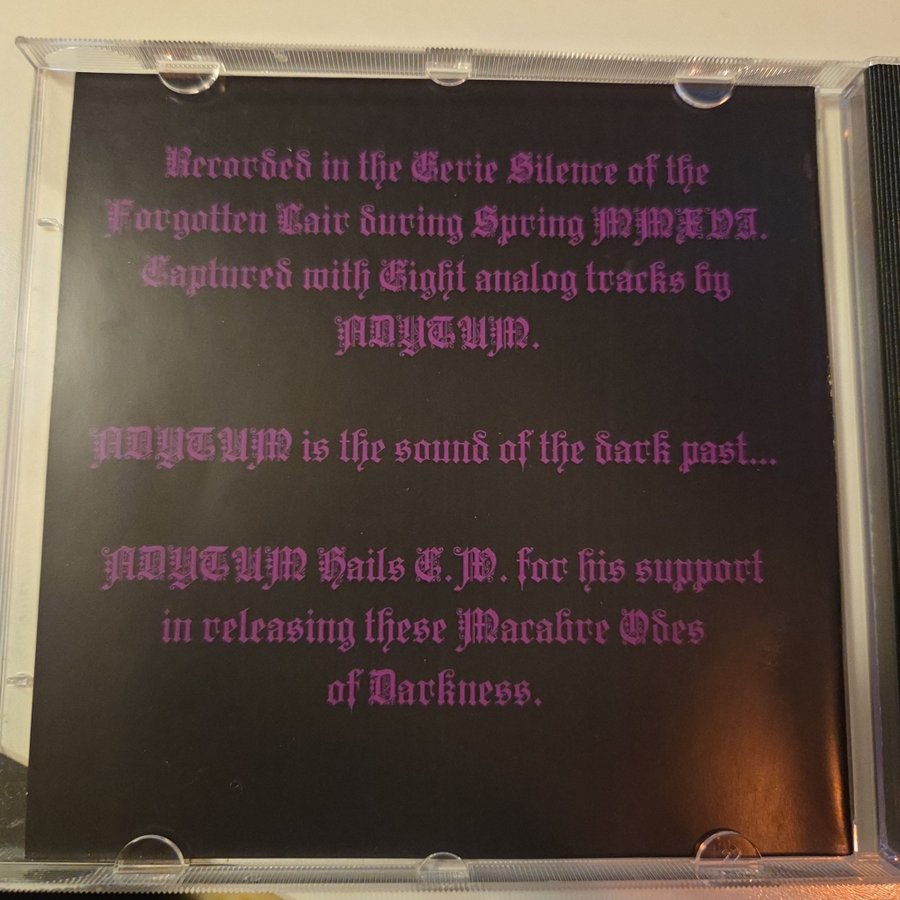 Recorded in the Eerie Silence of the
Forgotten Lair during Spring MMXVI.
Captured with Eight analog tracks by
ADYTUM.
ADYTUM is the sound of the dark past...
ADYTUM Hails E.M. for his support
in releasing these Macabre Odes
of Darkness.